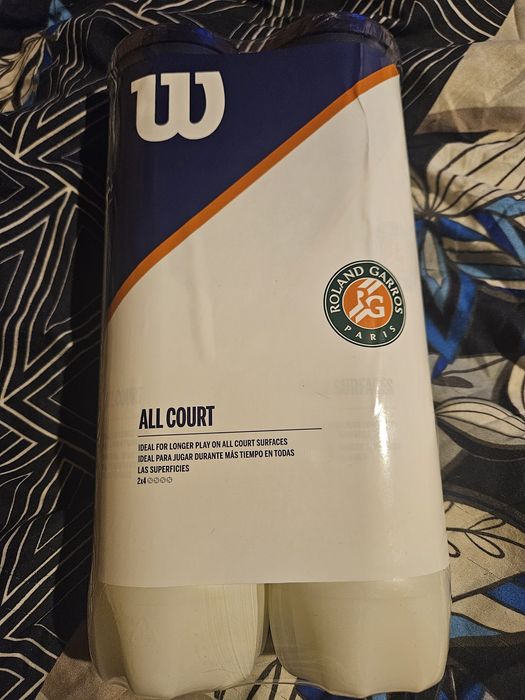 W
ROLAND GARROS
RG
PARIS
ALL COURT
IDEAL FOR LONGER PLAY ON ALL COURT SURFACES
IDEAL PARA JUGAR DURANTE MÁS TIEMPO EN TODAS
LAS SUPERFICIES
2x4